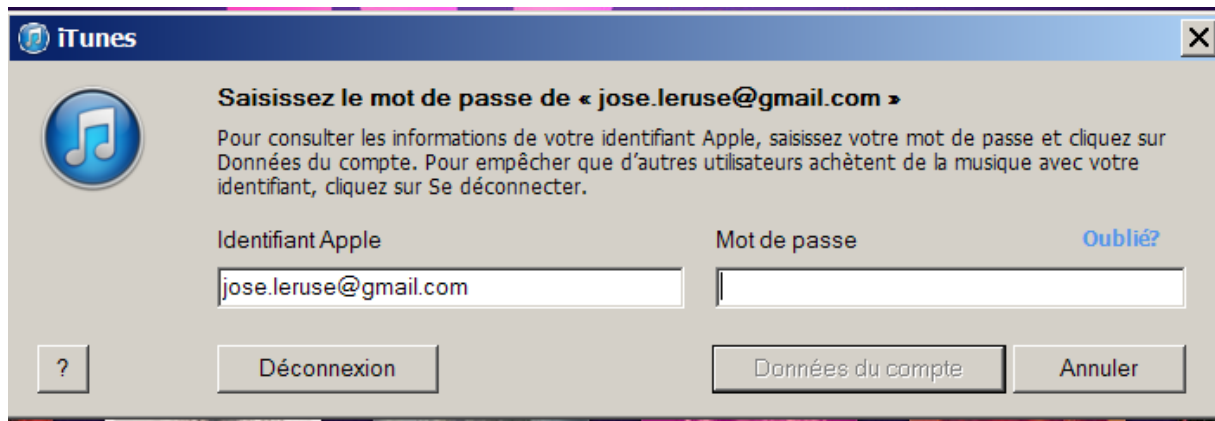 iTunes
Saisissez le mot de passe de « jose.leruse@gmail.com »
Pour consulter les informations de votre identifiant Apple, saisissez votre mot de passe et cliquez sur
Données du compte. Pour empêcher que d'autres utilisateurs achètent de la musique avec votre
identifiant, cliquez sur Se déconnecter.
Identifiant Apple
Mot de passe
Oublié?
jose.leruse@gmail.com
?
Déconnexion
Données du compte
Annuler